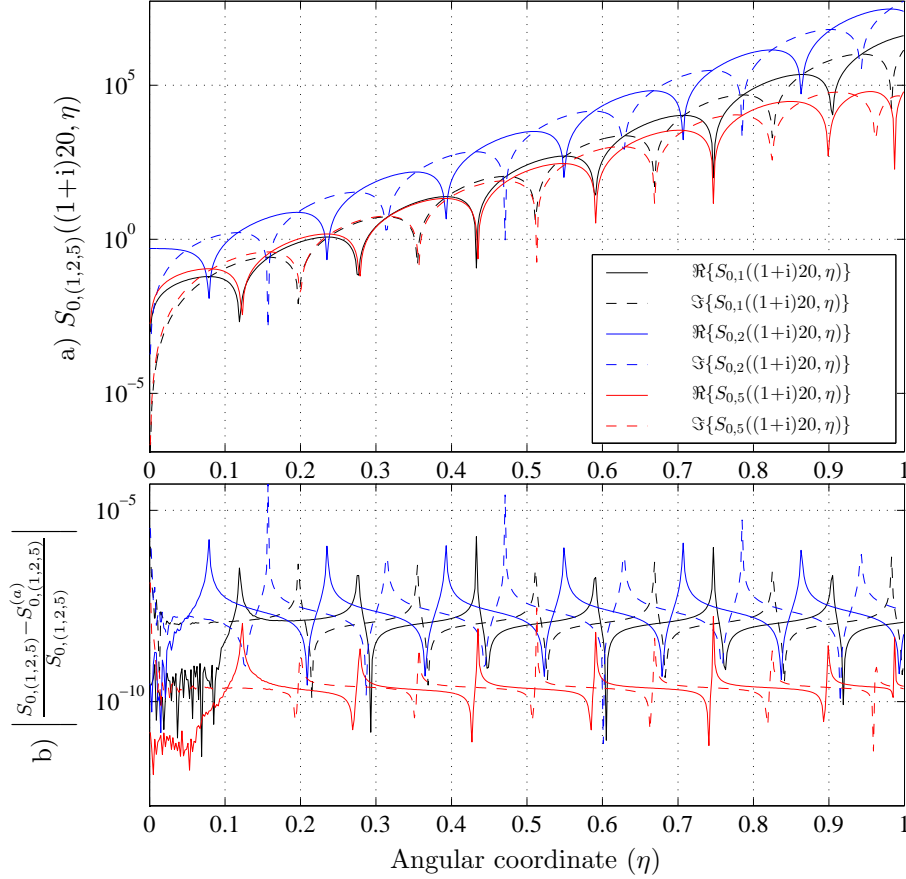 a) S_{0,(1,2,5)}((1+i)20, η)
10^5
10^0
10^{-5}
ℜ{S_{0,1}((1+i)20, η)}
ℑ{S_{0,1}((1+i)20, η)}
ℜ{S_{0,2}((1+i)20, η)}
ℑ{S_{0,2}((1+i)20, η)}
ℜ{S_{0,5}((1+i)20, η)}
ℑ{S_{0,5}((1+i)20, η)}
0 0.1 0.2 0.3 0.4 0.5 0.6 0.7 0.8 0.9 1
b) |\frac{S_{0,(1,2,5)}-S_{0,(1,2,5)}^{(a)}}{S_{0,(1,2,5)}}|
10^{-5}
10^{-10}
0 0.1 0.2 0.3 0.4 0.5 0.6 0.7 0.8 0.9 1
Angular coordinate (η)